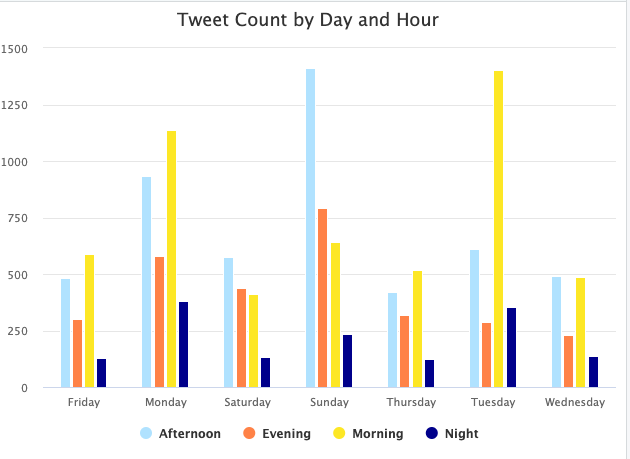 Tweet Count by Day and Hour
1500
1250
1000
750
500
250
0
Friday Monday Saturday Sunday Thursday Tuesday Wednesday
Afternoon Evening Morning Night